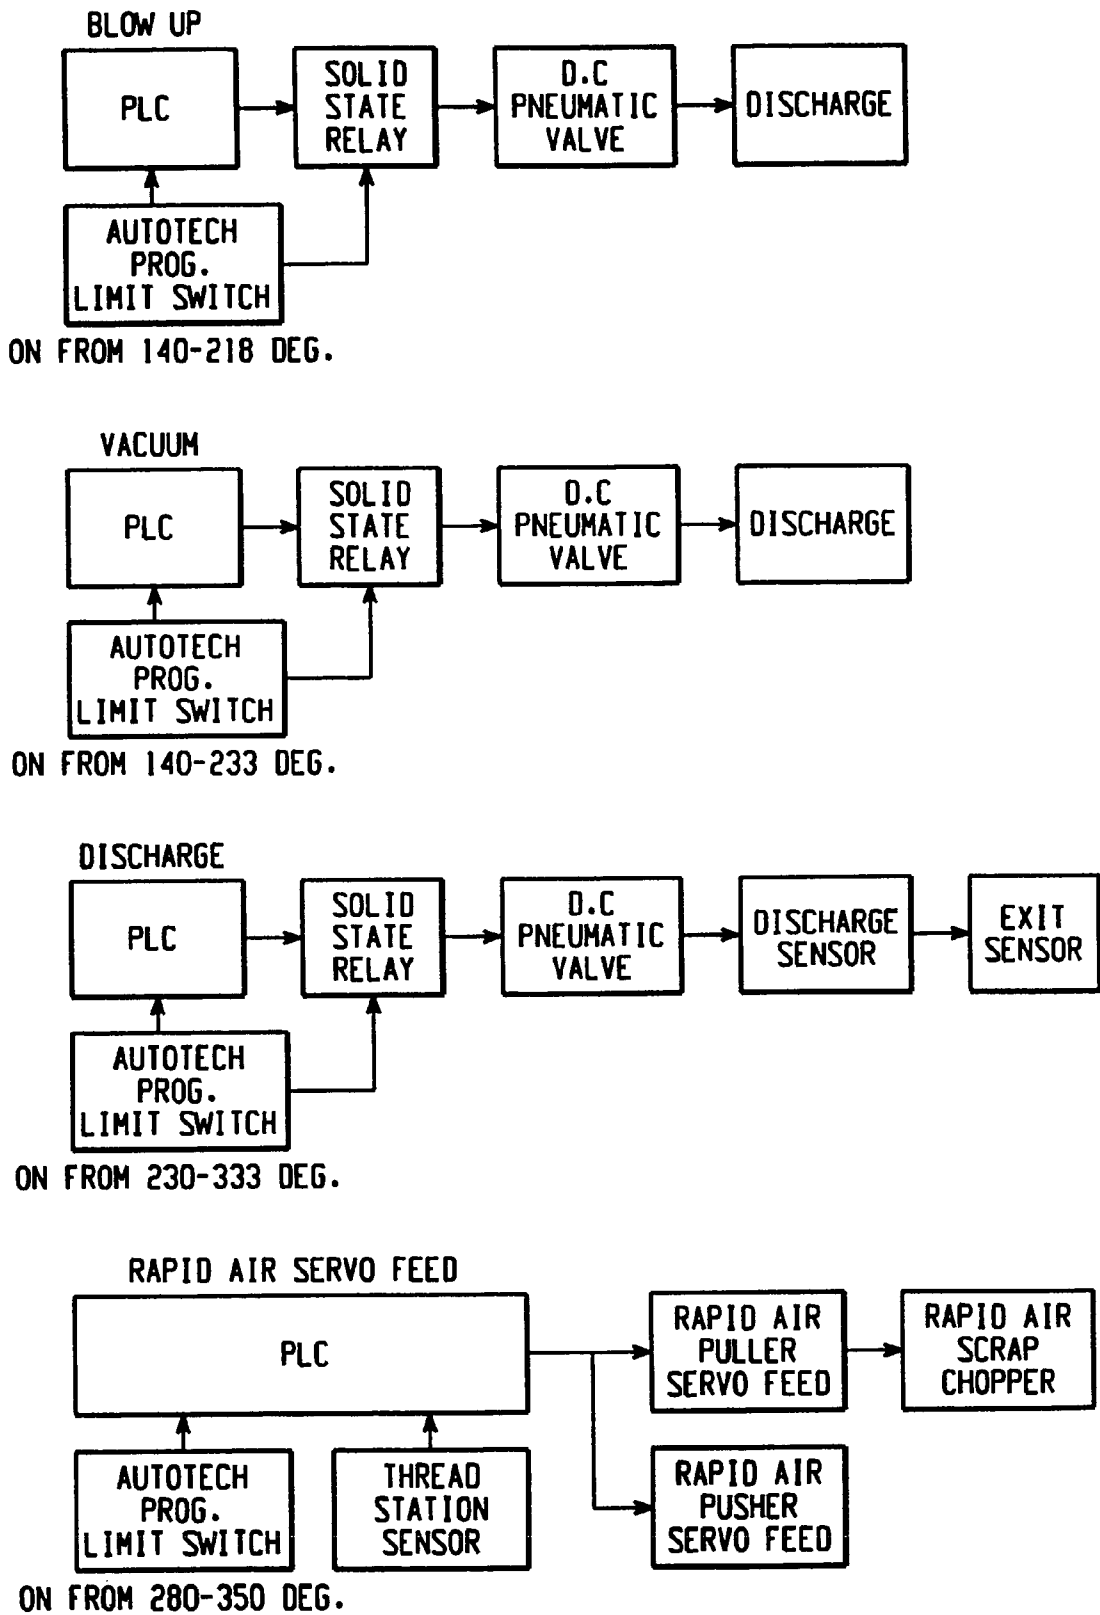 BLOW UP
PLC
SOLID
STATE
RELAY
D.C
PNEUMATIC
VALVE
DISCHARGE
AUTOTECH
PROG.
LIMIT SWITCH
ON FROM 140-218 DEG.
VACUUM
PLC
SOLID
STATE
RELAY
D.C
PNEUMATIC
VALVE
DISCHARGE
AUTOTECH
PROG.
LIMIT SWITCH
ON FROM 140-233 DEG.
DISCHARGE
PLC
SOLID
STATE
RELAY
D.C
PNEUMATIC
VALVE
DISCHARGE
SENSOR
EXIT
SENSOR
AUTOTECH
PROG.
LIMIT SWITCH
ON FROM 230-333 DEG.
RAPID AIR SERVO FEED
PLC
RAPID AIR
PULLER
SERVO FEED
RAPID AIR
SCRAP
CHOPPER
AUTOTECH
PROG.
LIMIT SWITCH
THREAD
STATION
SENSOR
RAPID AIR
PUSHER
SERVO FEED
ON FROM 280-350 DEG.